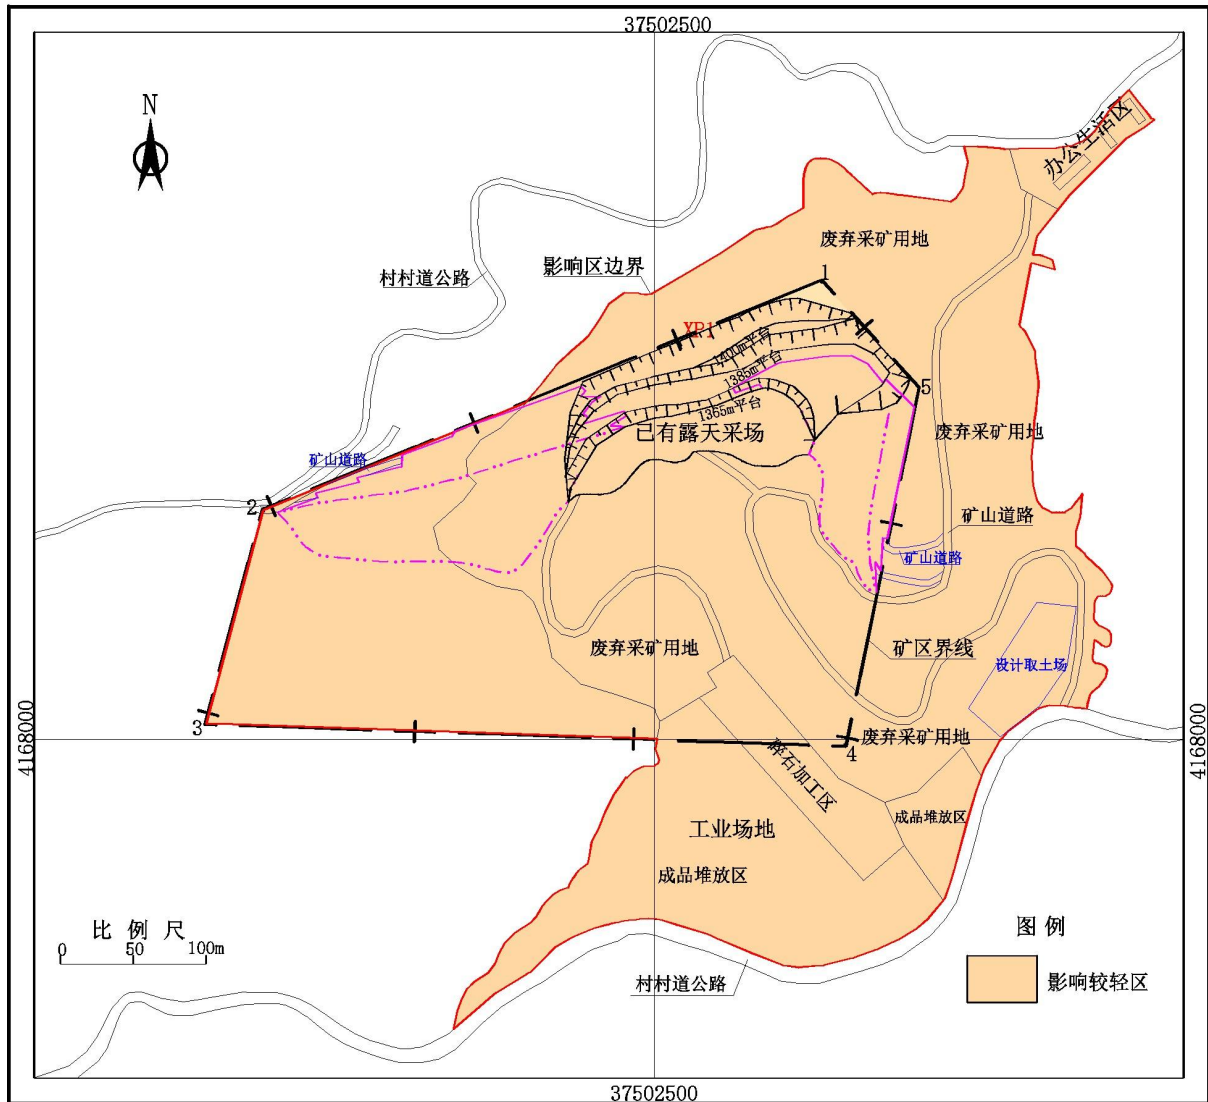 37502500
N
办公生活区
废弃采矿用地
影响区边界
村村道公路
1
XP1
1400m平台
1385m平台
1365m平台
5
已有露天采场
废弃采矿用地
矿山道路
2
矿山道路
矿山道路
废弃采矿用地
矿区界线
设计取土场
3
4168000
4168000
废弃采矿用地
4
碎石加工区
成品堆放区
工业场地
成品堆放区
比例尺
0 50 100m
图例
影响较轻区
村村道公路
37502500